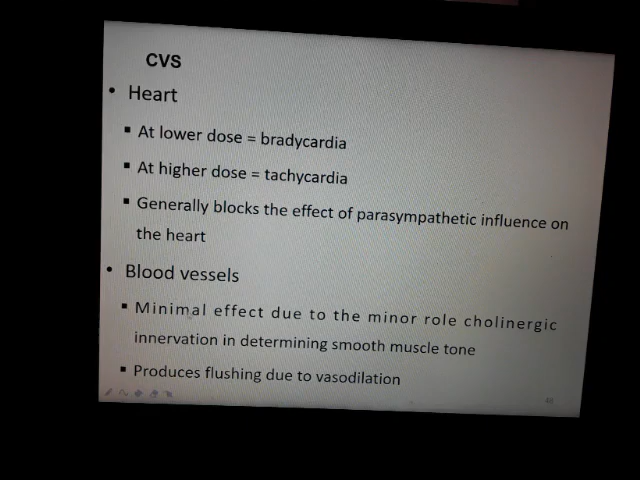 CVS
• Heart
▪ At lower dose = bradycardia
▪ At higher dose = tachycardia
▪ Generally blocks the effect of parasympathetic influence on
the heart
• Blood vessels
▪ Minimal effect due to the minor role cholinergic
innervation in determining smooth muscle tone
▪ Produces flushing due to vasodilation